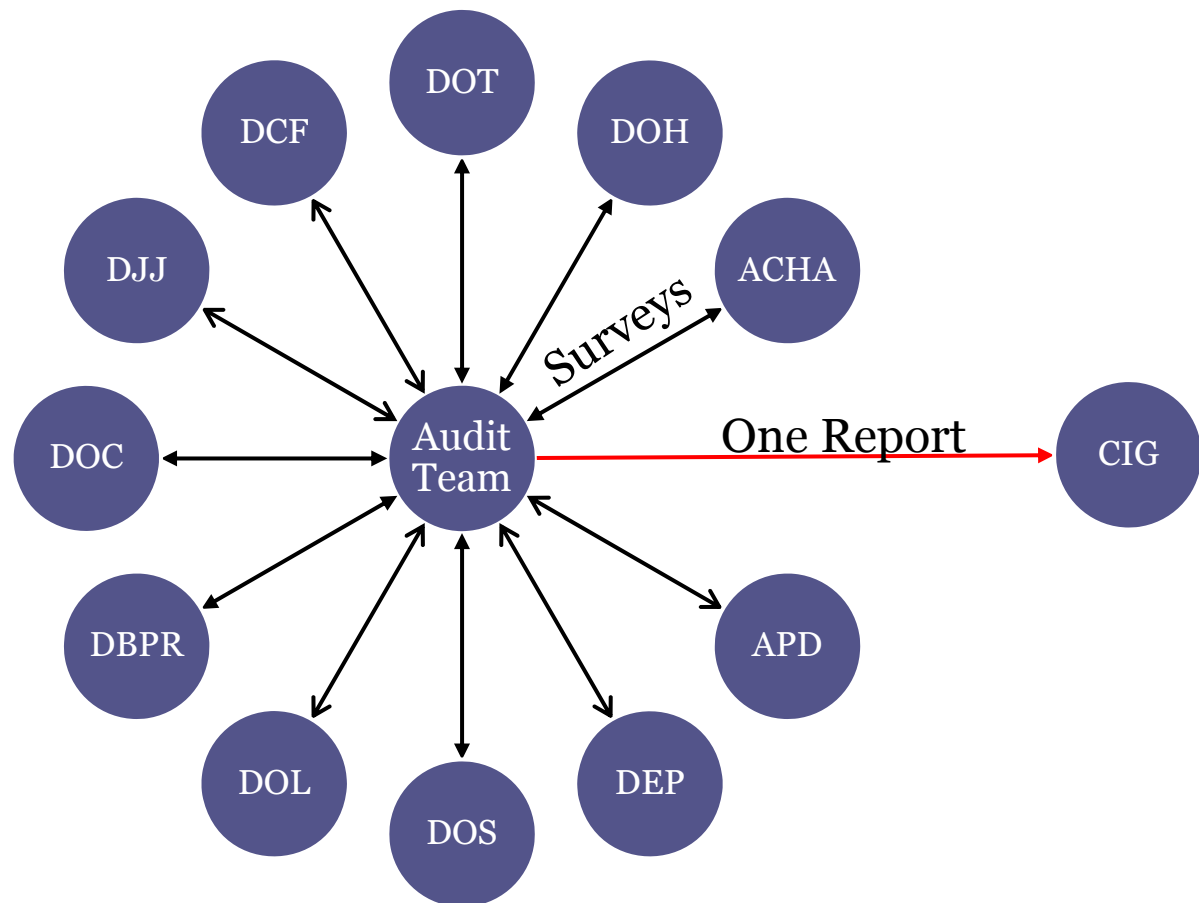 DOT
DCF
DOH
DJJ
ACHA
Surveys
DOC
Audit
Team
One Report
CIG
DBPR
APD
DOL
DEP
DOS